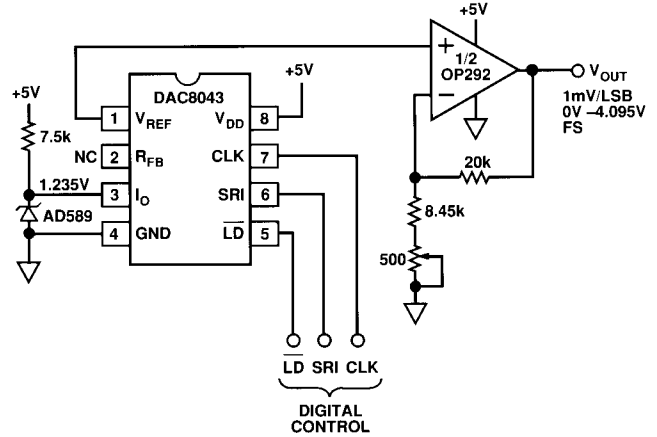 +5V
1/2
OP292
+
−
V_OUT
1mV/LSB
0V –4.095V
FS
20k
8.45k
500
DAC8043
+5V
+5V
7.5k
1 V_REF
V_DD 8
NC 2 R_FB
CLK 7
1.235V
3 I_O
SRI 6
AD589
4 GND
L̅D̅ 5
L̅D̅ SRI CLK
DIGITAL
CONTROL